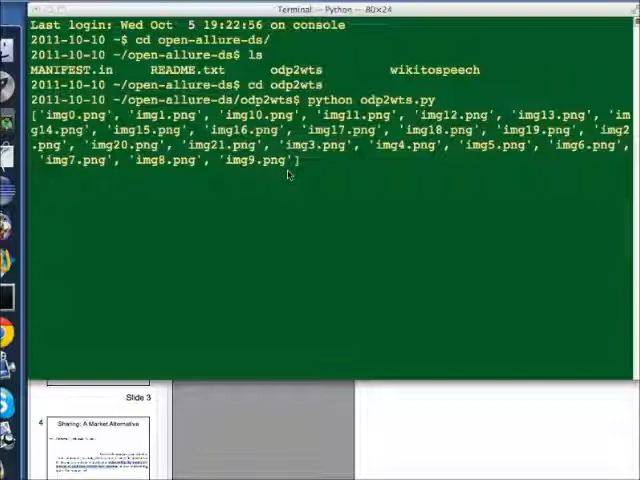 Terminal — Python — 80×24
Last login: Wed Oct  5 19:22:56 on console
2011-10-10 ~$ cd open-allure-ds/
2011-10-10 ~/open-allure-ds$ ls
MANIFEST.in     README.txt      odp2wts         wikitospeech
2011-10-10 ~/open-allure-ds$ cd odp2wts
2011-10-10 ~/open-allure-ds/odp2wts$ python odp2wts.py
['img0.png', 'img1.png', 'img10.png', 'img11.png', 'img12.png', 'img13.png', 'im
g14.png', 'img15.png', 'img16.png', 'img17.png', 'img18.png', 'img19.png', 'img2
.png', 'img20.png', 'img21.png', 'img3.png', 'img4.png', 'img5.png', 'img6.png',
 'img7.png', 'img8.png', 'img9.png']
Slide 3
4
Sharing: A Market Alternative